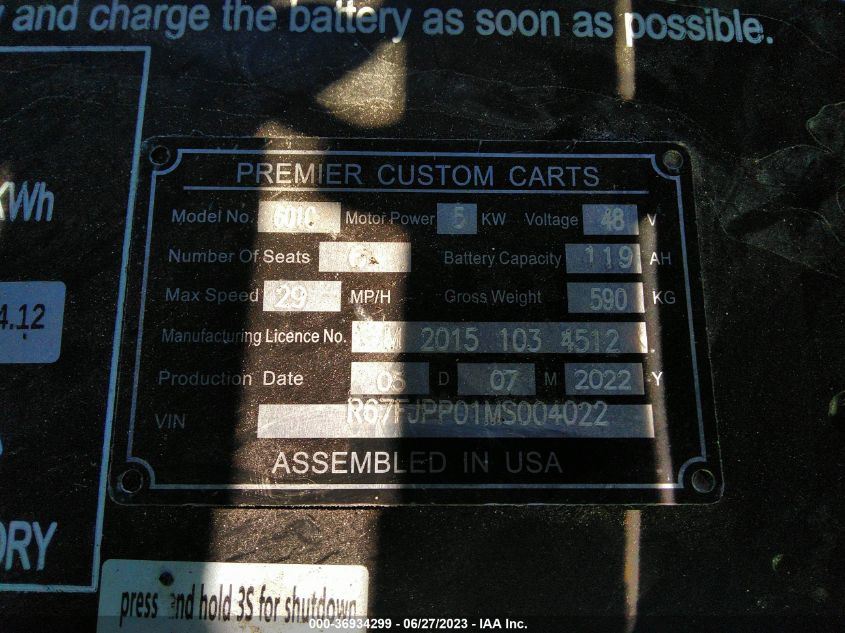 and charge the battery as soon as possible.
KWh
4.12
PREMIER CUSTOM CARTS
Model No. 6010 Motor Power 5 KW Voltage 48 V
Number Of Seats Battery Capacity 119 AH
Max Speed 29 MP/H Gross Weight 590 KG
Manufacturing Licence No. 2015 103 4512
Production Date 05 D 07 M 2022 Y
VIN R67FJPP01MS004022
ASSEMBLED IN USA
press and hold 3S for shutdown
000-36934299 - 06/27/2023 - IAA Inc.